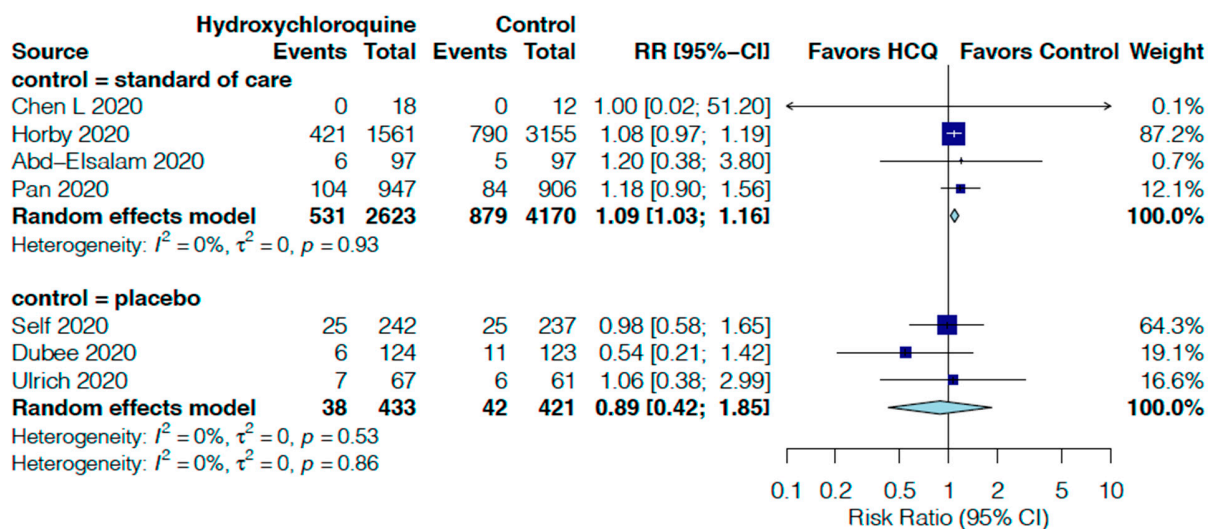 Hydroxychloroquine Control
Source Events Total Events Total RR [95%−CI] Favors HCQ Favors Control Weight
control = standard of care
Chen L 2020 0 18 0 12 1.00 [0.02; 51.20] 0.1%
Horby 2020 421 1561 790 3155 1.08 [0.97; 1.19] 87.2%
Abd−Elsalam 2020 6 97 5 97 1.20 [0.38; 3.80] 0.7%
Pan 2020 104 947 84 906 1.18 [0.90; 1.56] 12.1%
Random effects model 531 2623 879 4170 1.09 [1.03; 1.16] 100.0%
Heterogeneity: I² = 0%, τ² = 0, p = 0.93
control = placebo
Self 2020 25 242 25 237 0.98 [0.58; 1.65] 64.3%
Dubee 2020 6 124 11 123 0.54 [0.21; 1.42] 19.1%
Ulrich 2020 7 67 6 61 1.06 [0.38; 2.99] 16.6%
Random effects model 38 433 42 421 0.89 [0.42; 1.85] 100.0%
Heterogeneity: I² = 0%, τ² = 0, p = 0.53
Heterogeneity: I² = 0%, τ² = 0, p = 0.86
0.1 0.2 0.5 1 2 5 10
Risk Ratio (95% CI)